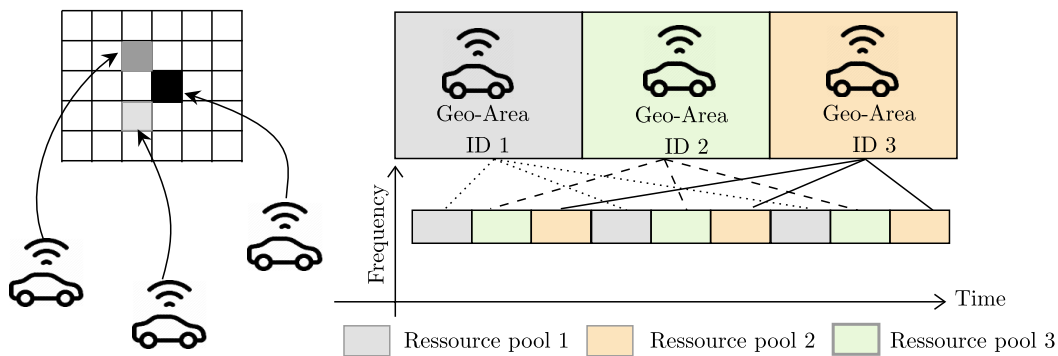 Geo-Area
ID 1
Geo-Area
ID 2
Geo-Area
ID 3
Frequency
Time
Ressource pool 1
Ressource pool 2
Ressource pool 3